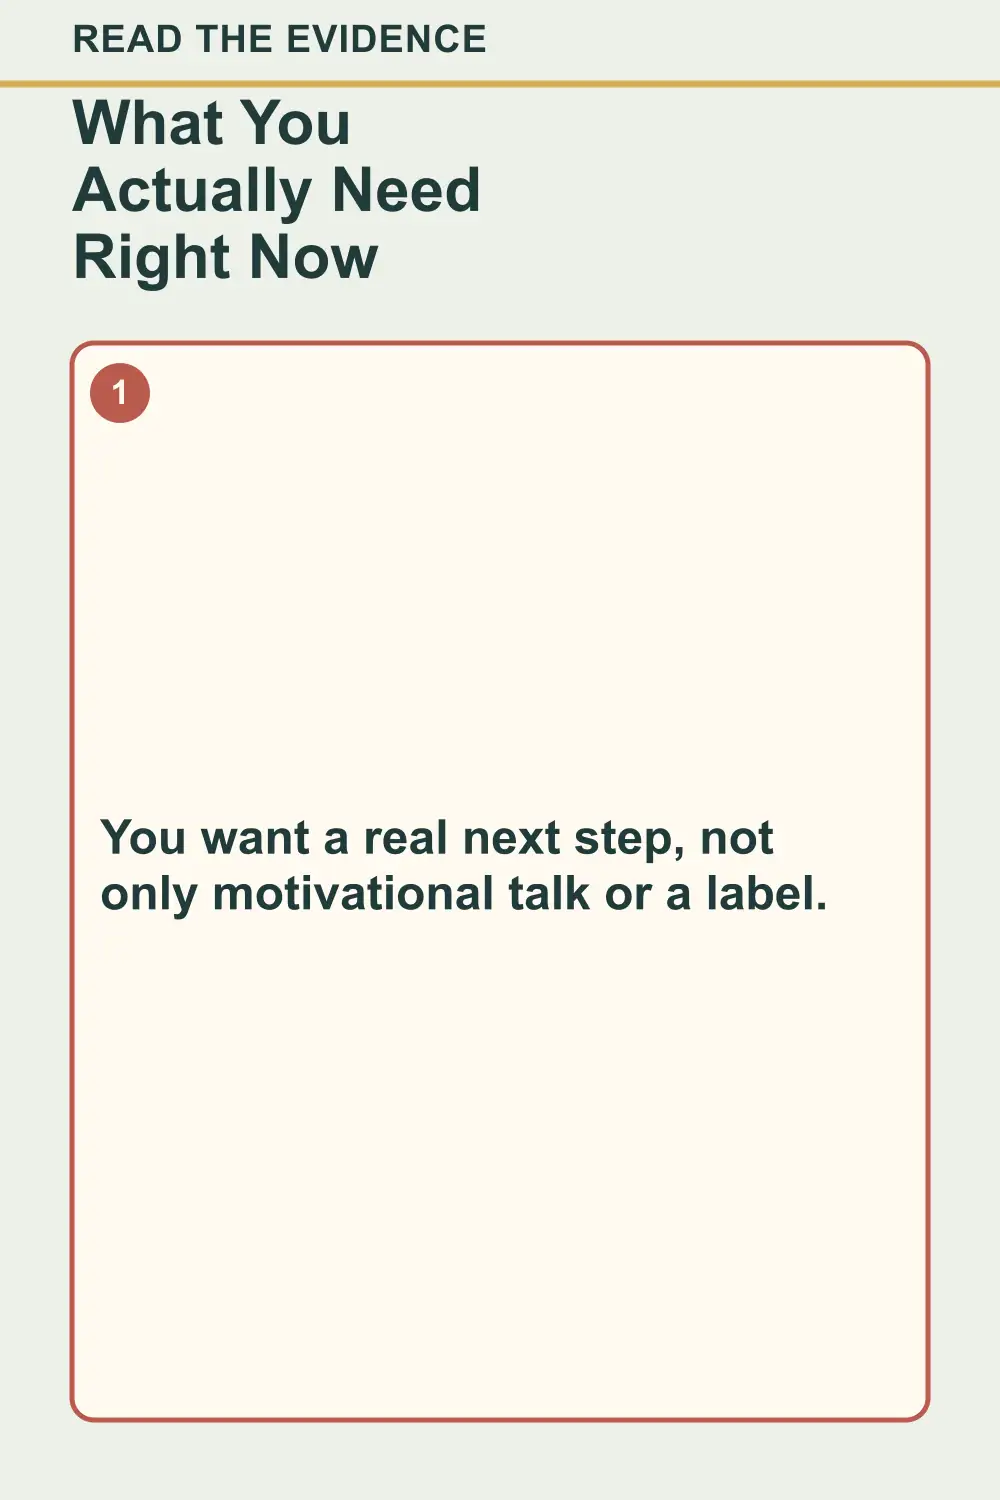 READ THE EVIDENCE
What You
Actually Need
Right Now
1
You want a real next step, not
only motivational talk or a label.